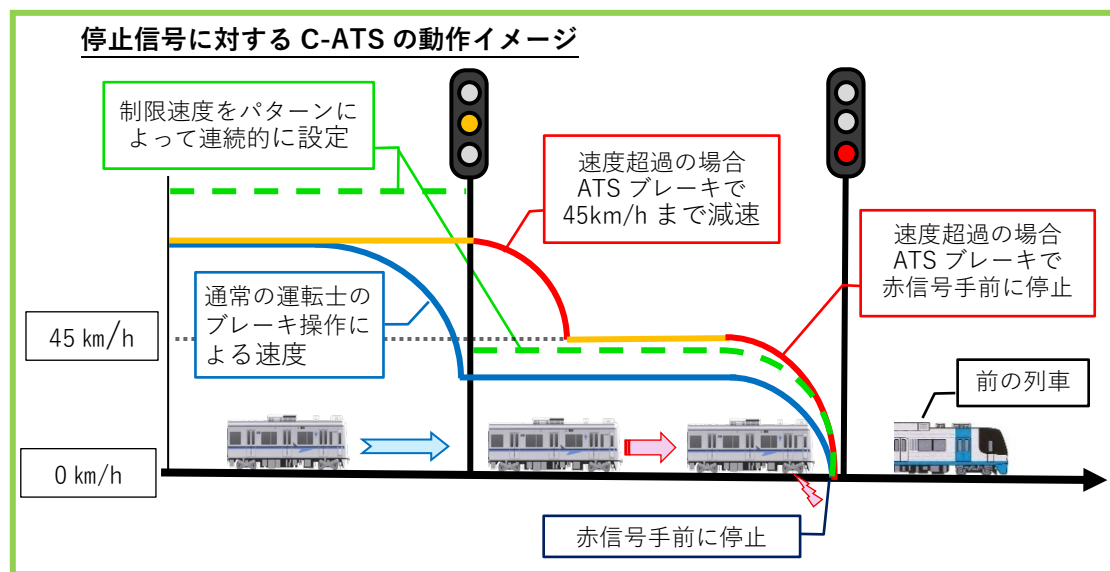 停止信号に対する C-ATS の動作イメージ
制限速度をパターンに
よって連続的に設定
速度超過の場合
ATS ブレーキで
45km/h まで減速
速度超過の場合
ATS ブレーキで
赤信号手前に停止
通常の運転士の
ブレーキ操作に
よる速度
45 km/h
前の列車
0 km/h
赤信号手前に停止